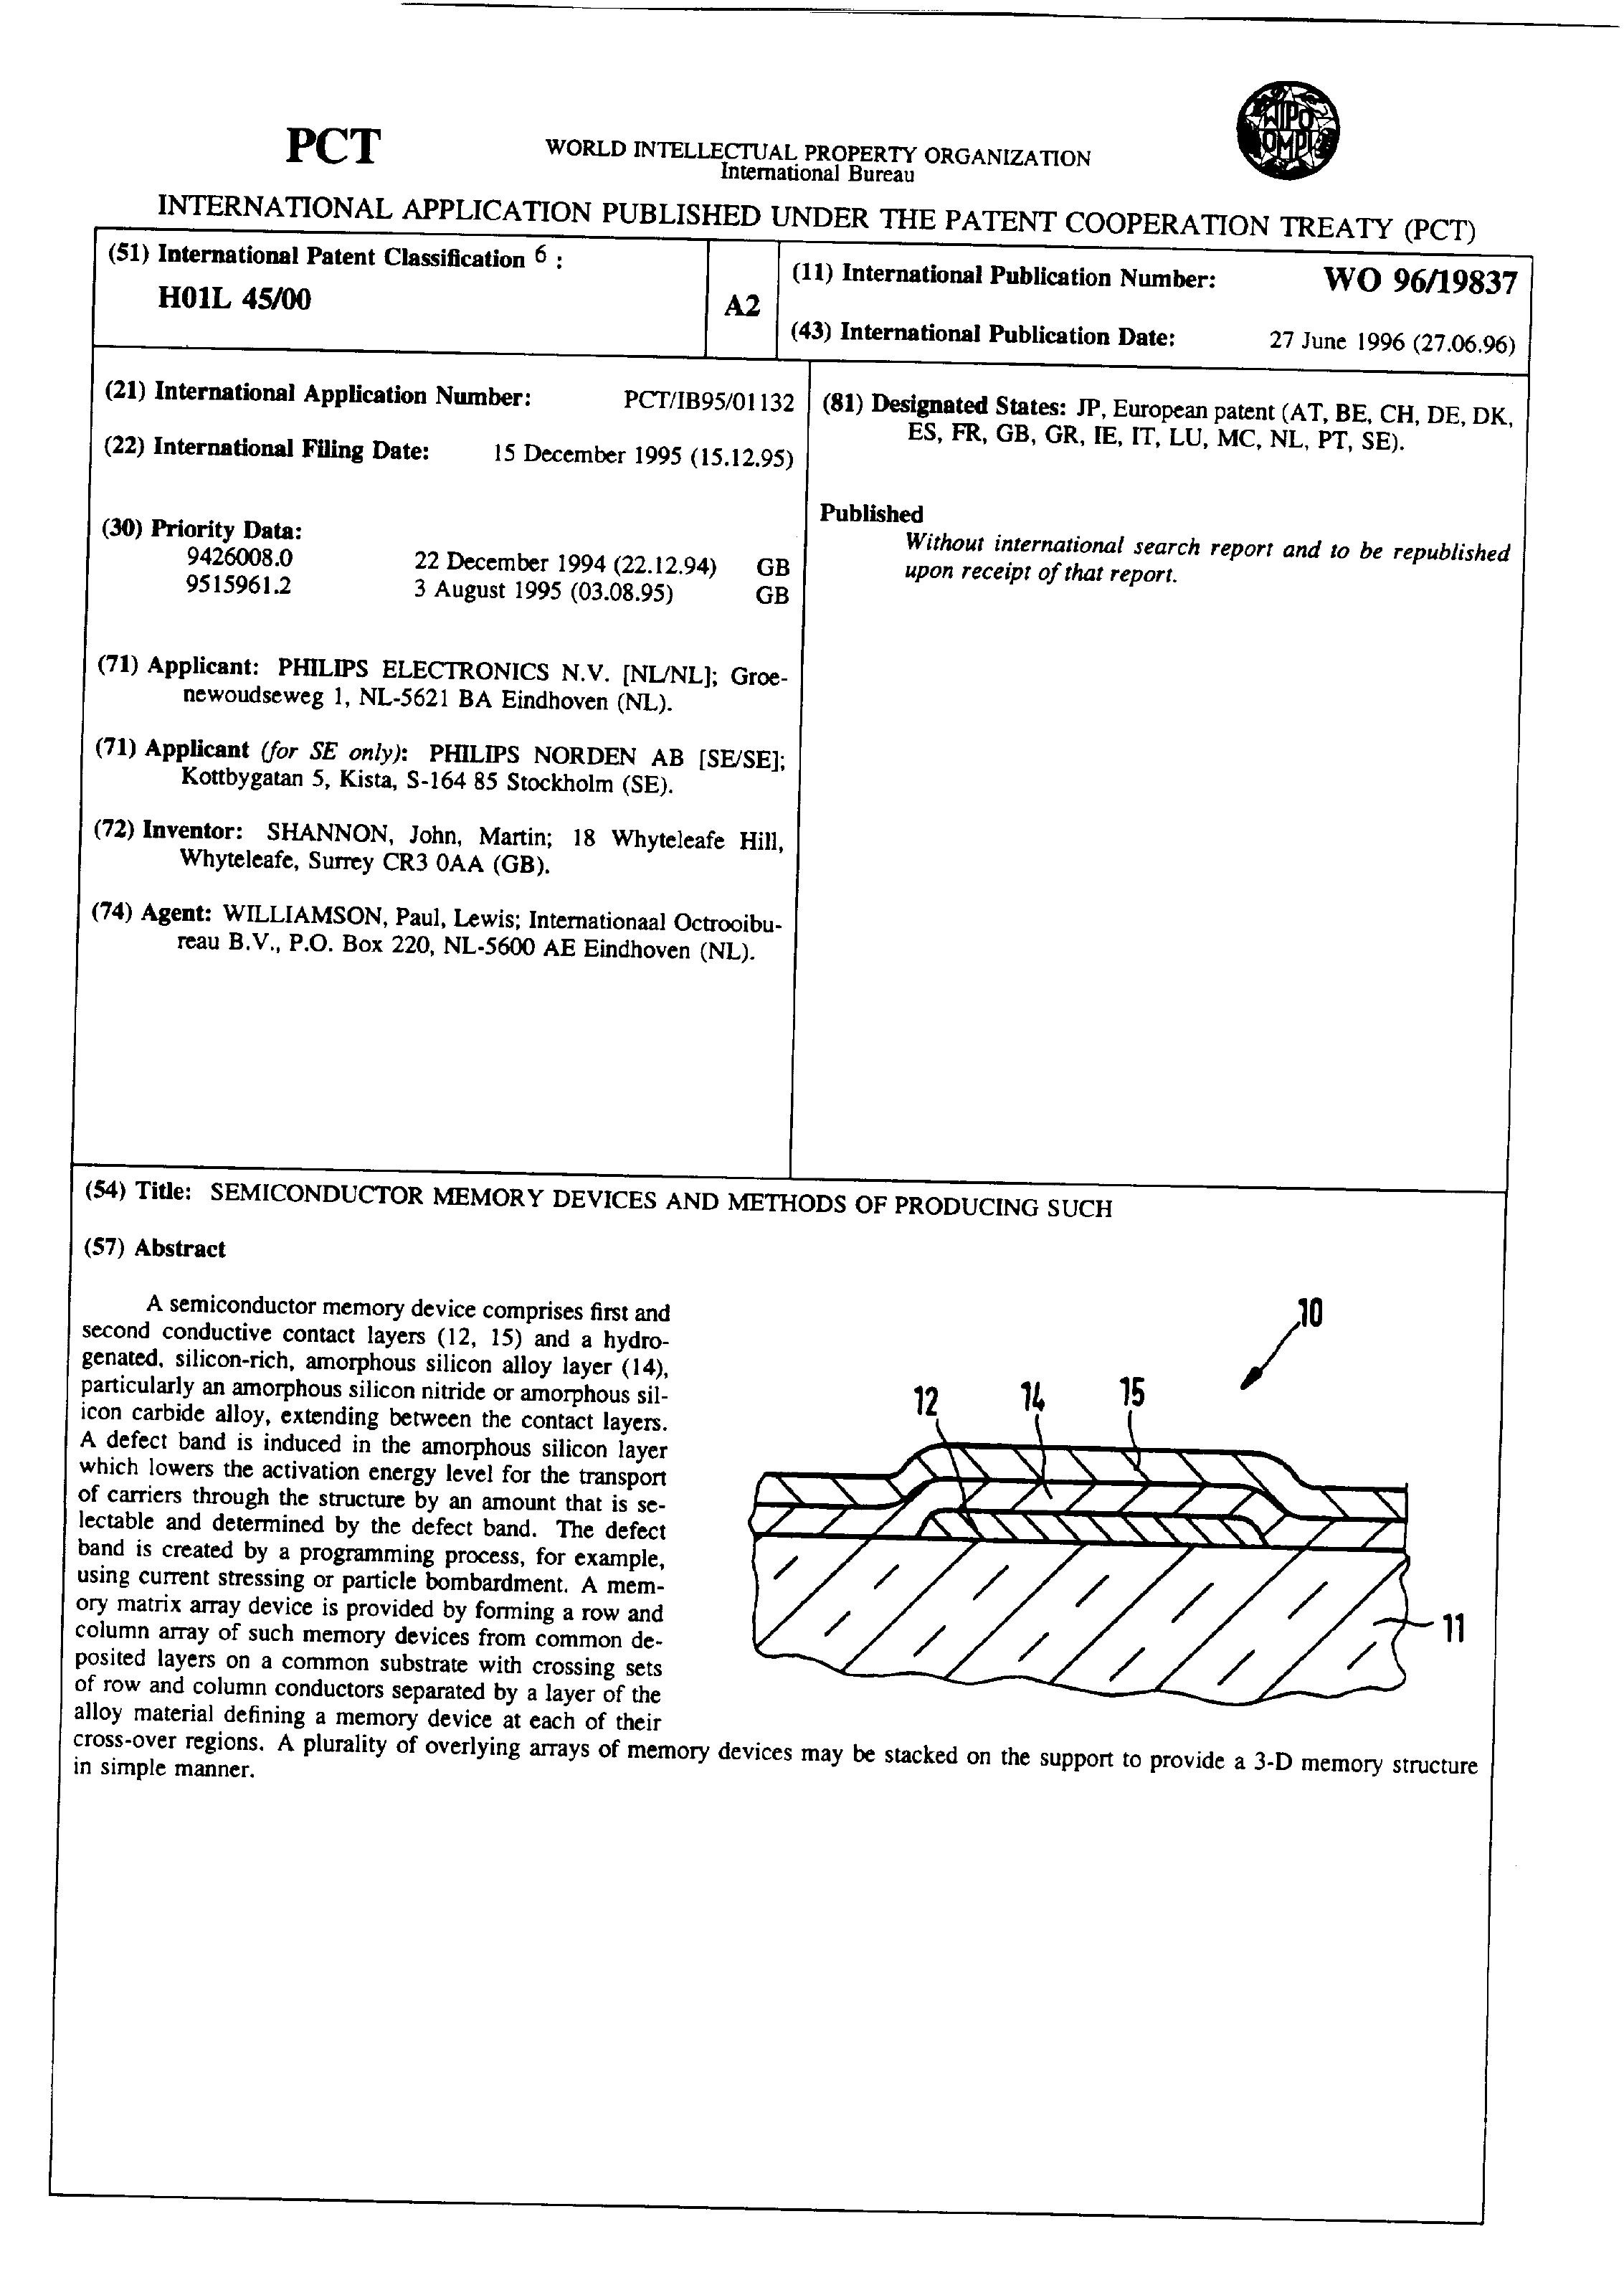 PCT
WORLD INTELLECTUAL PROPERTY ORGANIZATION
International Bureau
WIPO
OMPI
INTERNATIONAL APPLICATION PUBLISHED UNDER THE PATENT COOPERATION TREATY (PCT)
(51) International Patent Classification 6 :
H01L 45/00
A2
(11) International Publication Number: WO 96/19837
(43) International Publication Date: 27 June 1996 (27.06.96)
(21) International Application Number: PCT/IB95/01132
(22) International Filing Date: 15 December 1995 (15.12.95)
(30) Priority Data:
9426008.0 22 December 1994 (22.12.94) GB
9515961.2 3 August 1995 (03.08.95) GB
(71) Applicant: PHILIPS ELECTRONICS N.V. [NL/NL]; Groe-
newoudseweg 1, NL-5621 BA Eindhoven (NL).
(71) Applicant (for SE only): PHILIPS NORDEN AB [SE/SE];
Kottbygatan 5, Kista, S-164 85 Stockholm (SE).
(72) Inventor: SHANNON, John, Martin; 18 Whyteleafe Hill,
Whyteleafe, Surrey CR3 0AA (GB).
(74) Agent: WILLIAMSON, Paul, Lewis; Internationaal Octrooibu-
reau B.V., P.O. Box 220, NL-5600 AE Eindhoven (NL).
(81) Designated States: JP, European patent (AT, BE, CH, DE, DK,
ES, FR, GB, GR, IE, IT, LU, MC, NL, PT, SE).
Published
Without international search report and to be republished
upon receipt of that report.
(54) Title: SEMICONDUCTOR MEMORY DEVICES AND METHODS OF PRODUCING SUCH
(57) Abstract
A semiconductor memory device comprises first and
second conductive contact layers (12, 15) and a hydro-
genated, silicon-rich, amorphous silicon alloy layer (14),
particularly an amorphous silicon nitride or amorphous sil-
icon carbide alloy, extending between the contact layers.
A defect band is induced in the amorphous silicon layer
which lowers the activation energy level for the transport
of carriers through the structure by an amount that is se-
lectable and determined by the defect band. The defect
band is created by a programming process, for example,
using current stressing or particle bombardment. A mem-
ory matrix array device is provided by forming a row and
column array of such memory devices from common de-
posited layers on a common substrate with crossing sets
of row and column conductors separated by a layer of the
alloy material defining a memory device at each of their
cross-over regions. A plurality of overlying arrays of memory devices may be stacked on the support to provide a 3-D memory structure
in simple manner.
10
12 14 15
11